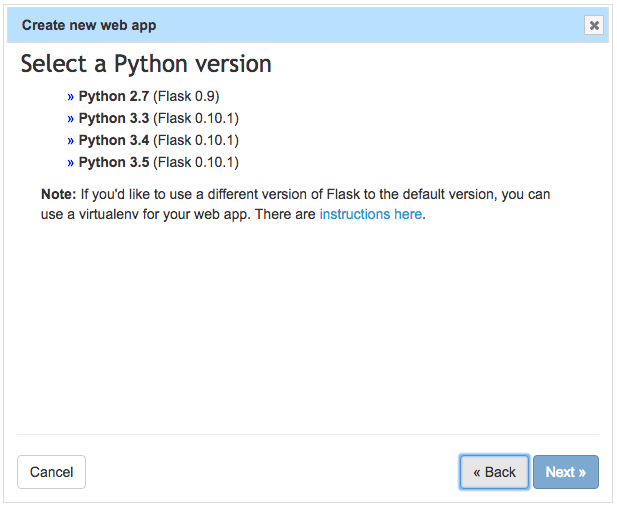 Create new web app
Select a Python version
» Python 2.7 (Flask 0.9)
» Python 3.3 (Flask 0.10.1)
» Python 3.4 (Flask 0.10.1)
» Python 3.5 (Flask 0.10.1)
Note: If you'd like to use a different version of Flask to the default version, you can
use a virtualenv for your web app. There are instructions here.
Cancel
« Back
Next »